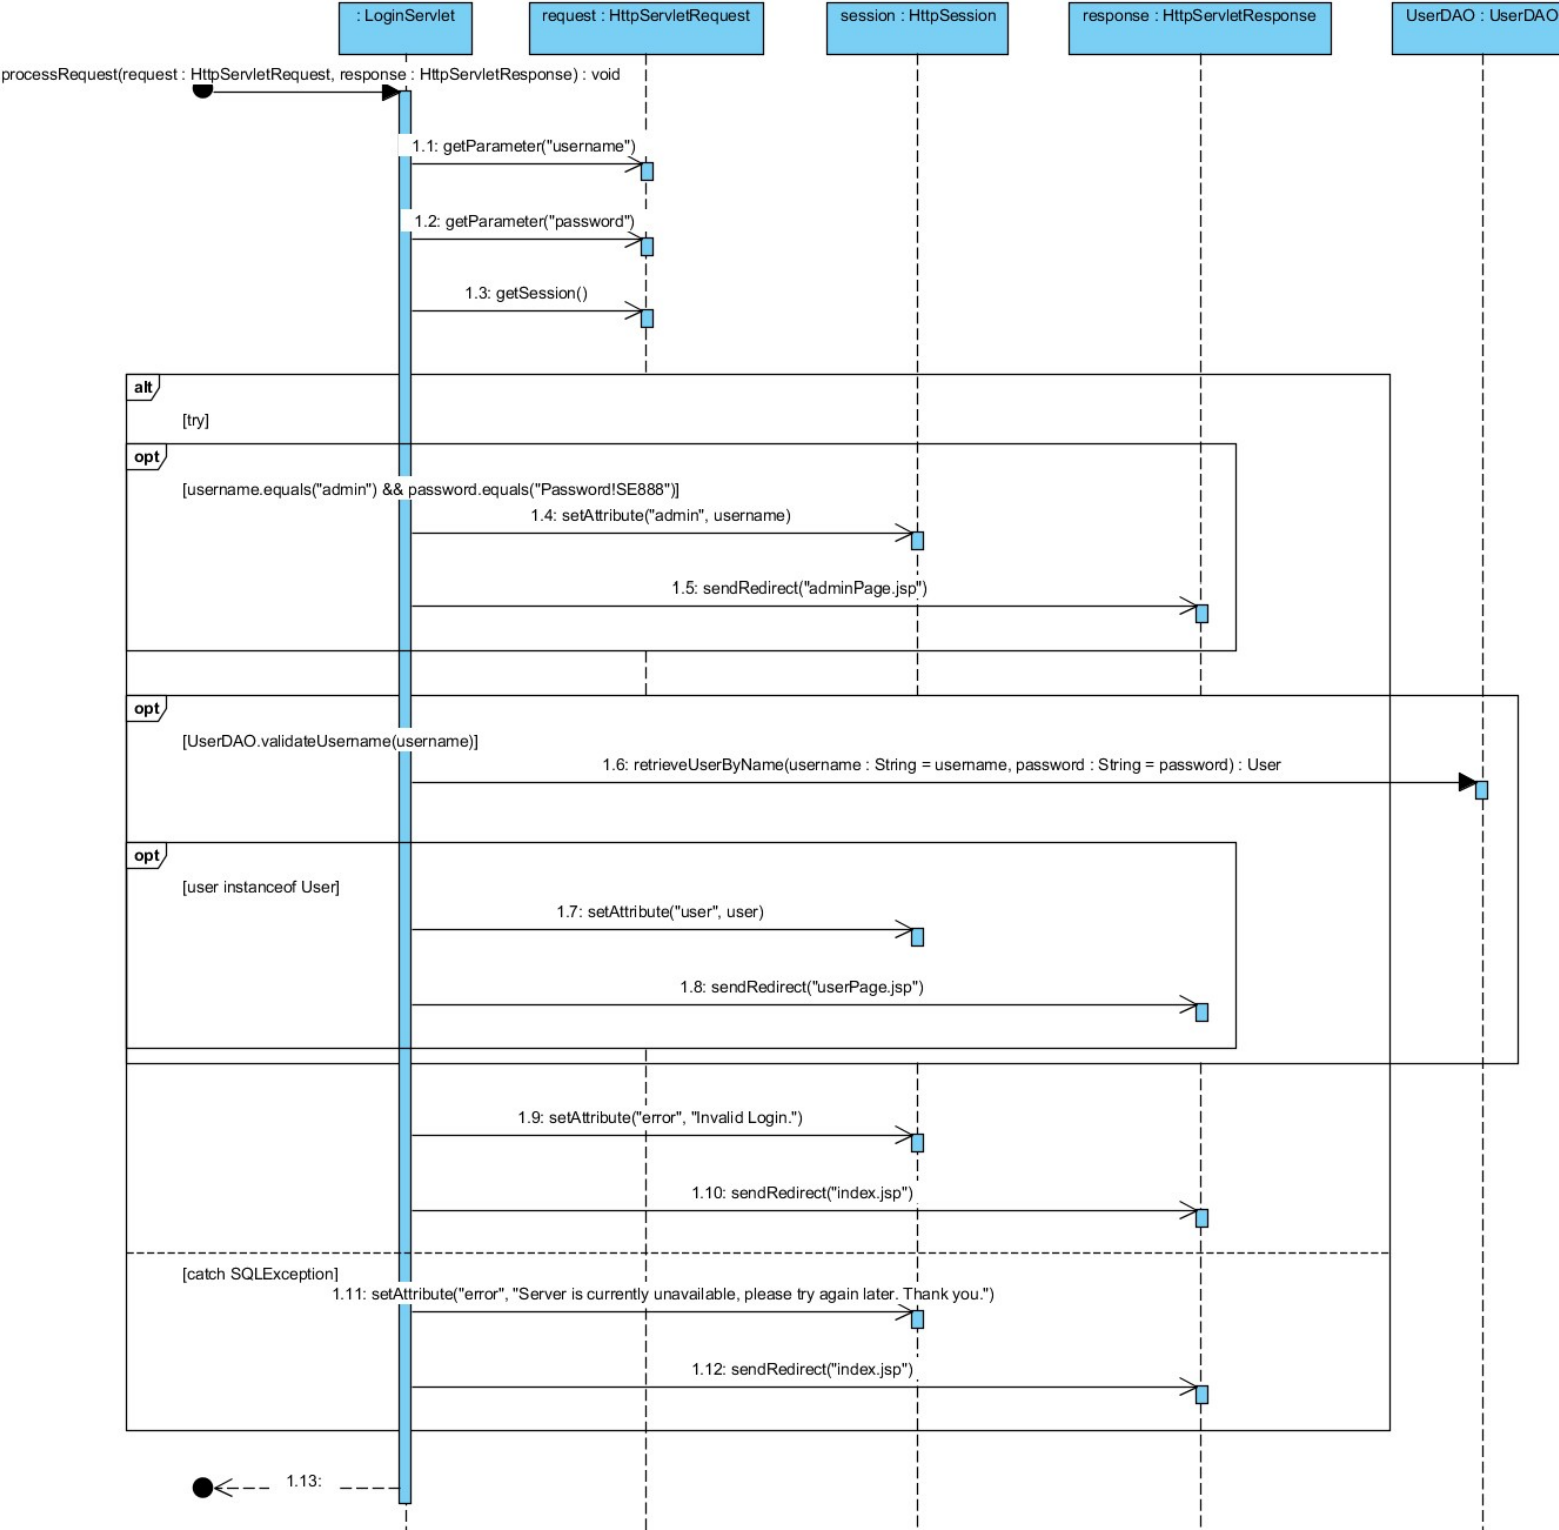 : LoginServlet
request : HttpServletRequest
session : HttpSession
response : HttpServletResponse
UserDAO : UserDAO
processRequest(request : HttpServletRequest, response : HttpServletResponse) : void
1.1: getParameter("username")
1.2: getParameter("password")
1.3: getSession()
alt
[try]
opt
[username.equals("admin") && password.equals("Password!SE888")]
1.4: setAttribute("admin", username)
1.5: sendRedirect("adminPage.jsp")
opt
[UserDAO.validateUsername(username)]
1.6: retrieveUserByName(username : String = username, password : String = password) : User
opt
[user instanceof User]
1.7: setAttribute("user", user)
1.8: sendRedirect("userPage.jsp")
1.9: setAttribute("error", "Invalid Login.")
1.10: sendRedirect("index.jsp")
[catch SQLException]
1.11: setAttribute("error", "Server is currently unavailable, please try again later. Thank you.")
1.12: sendRedirect("index.jsp")
1.13: